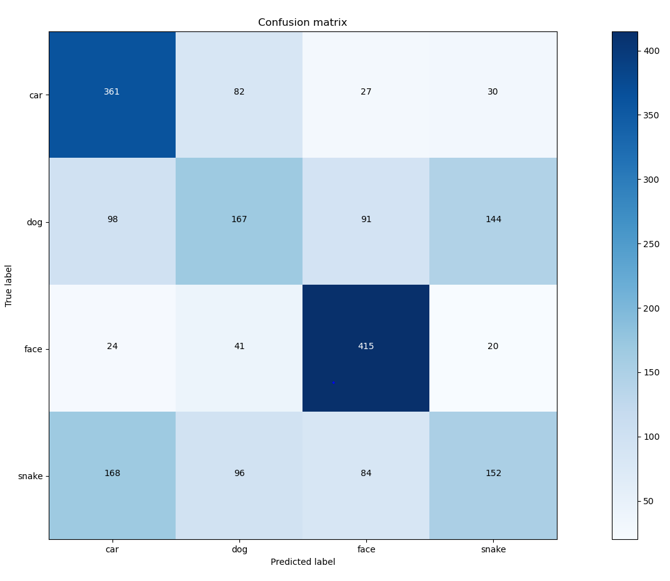 Confusion matrix
car 361 82 27 30
dog 98 167 91 144
face 24 41 415 20
snake 168 96 84 152
car dog face snake
Predicted label
True label
400
350
300
250
200
150
100
50